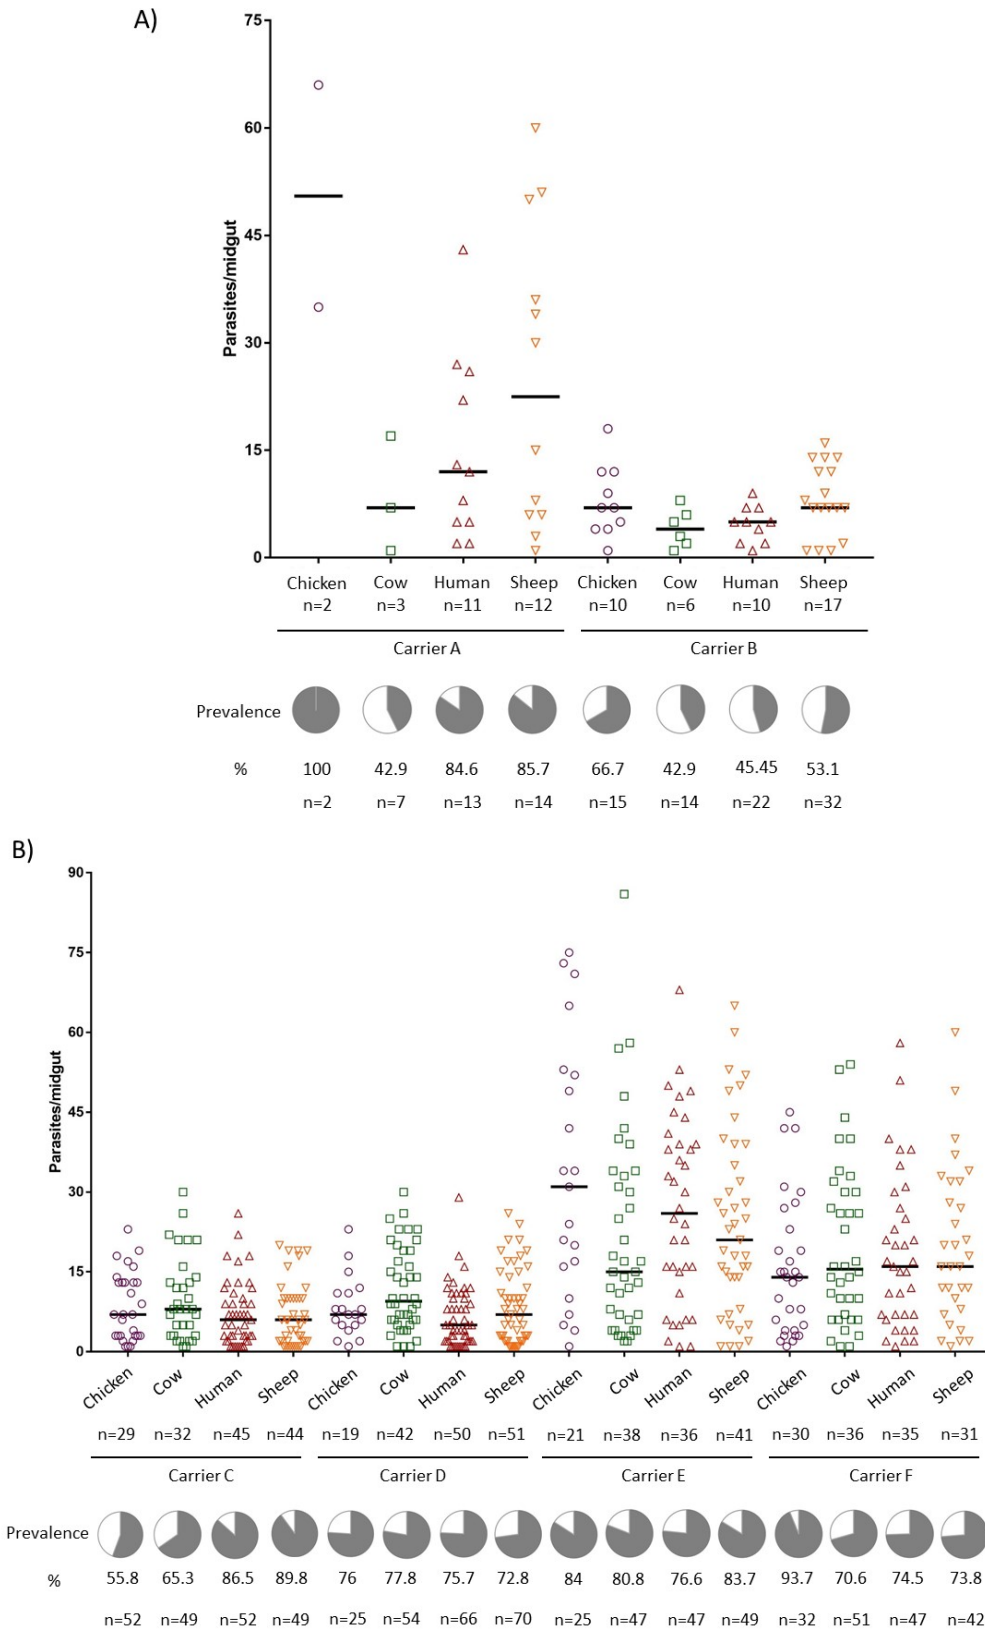 A)
75
60
45
30
15
0
Parasites/midgut
Chicken Cow Human Sheep Chicken Cow Human Sheep
n=2 n=3 n=11 n=12 n=10 n=6 n=10 n=17
Carrier A Carrier B
Prevalence
% 100 42.9 84.6 85.7 66.7 42.9 45.45 53.1
n=2 n=7 n=13 n=14 n=15 n=14 n=22 n=32
B)
90
75
60
45
30
15
0
Parasites/midgut
Chicken Cow Human Sheep Chicken Cow Human Sheep Chicken Cow Human Sheep Chicken Cow Human Sheep
n=29 n=32 n=45 n=44 n=19 n=42 n=50 n=51 n=21 n=38 n=36 n=41 n=30 n=36 n=35 n=31
Carrier C Carrier D Carrier E Carrier F
Prevalence
% 55.8 65.3 86.5 89.8 76 77.8 75.7 72.8 84 80.8 76.6 83.7 93.7 70.6 74.5 73.8
n=52 n=49 n=52 n=49 n=25 n=54 n=66 n=70 n=25 n=47 n=47 n=49 n=32 n=51 n=47 n=42